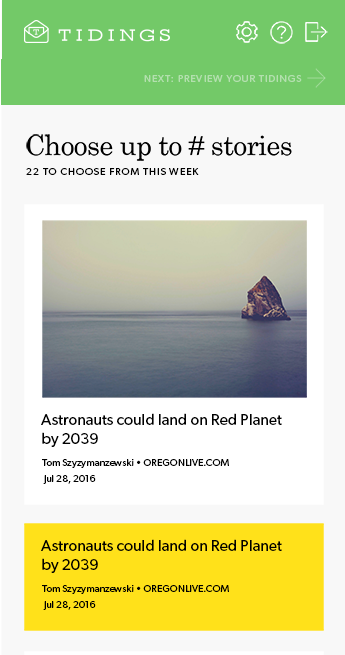 TIDINGS
NEXT: PREVIEW YOUR TIDINGS
Choose up to # stories
22 TO CHOOSE FROM THIS WEEK
Astronauts could land on Red Planet
by 2039
Tom Szyzymanzewski • OREGONLIVE.COM
Jul 28, 2016
Astronauts could land on Red Planet
by 2039
Tom Szyzymanzewski • OREGONLIVE.COM
Jul 28, 2016